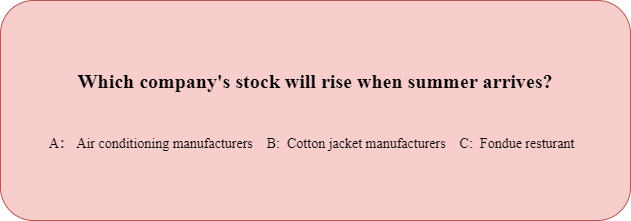 Which company's stock will rise when summer arrives?
A： Air conditioning manufacturers B: Cotton jacket manufacturers C: Fondue resturant